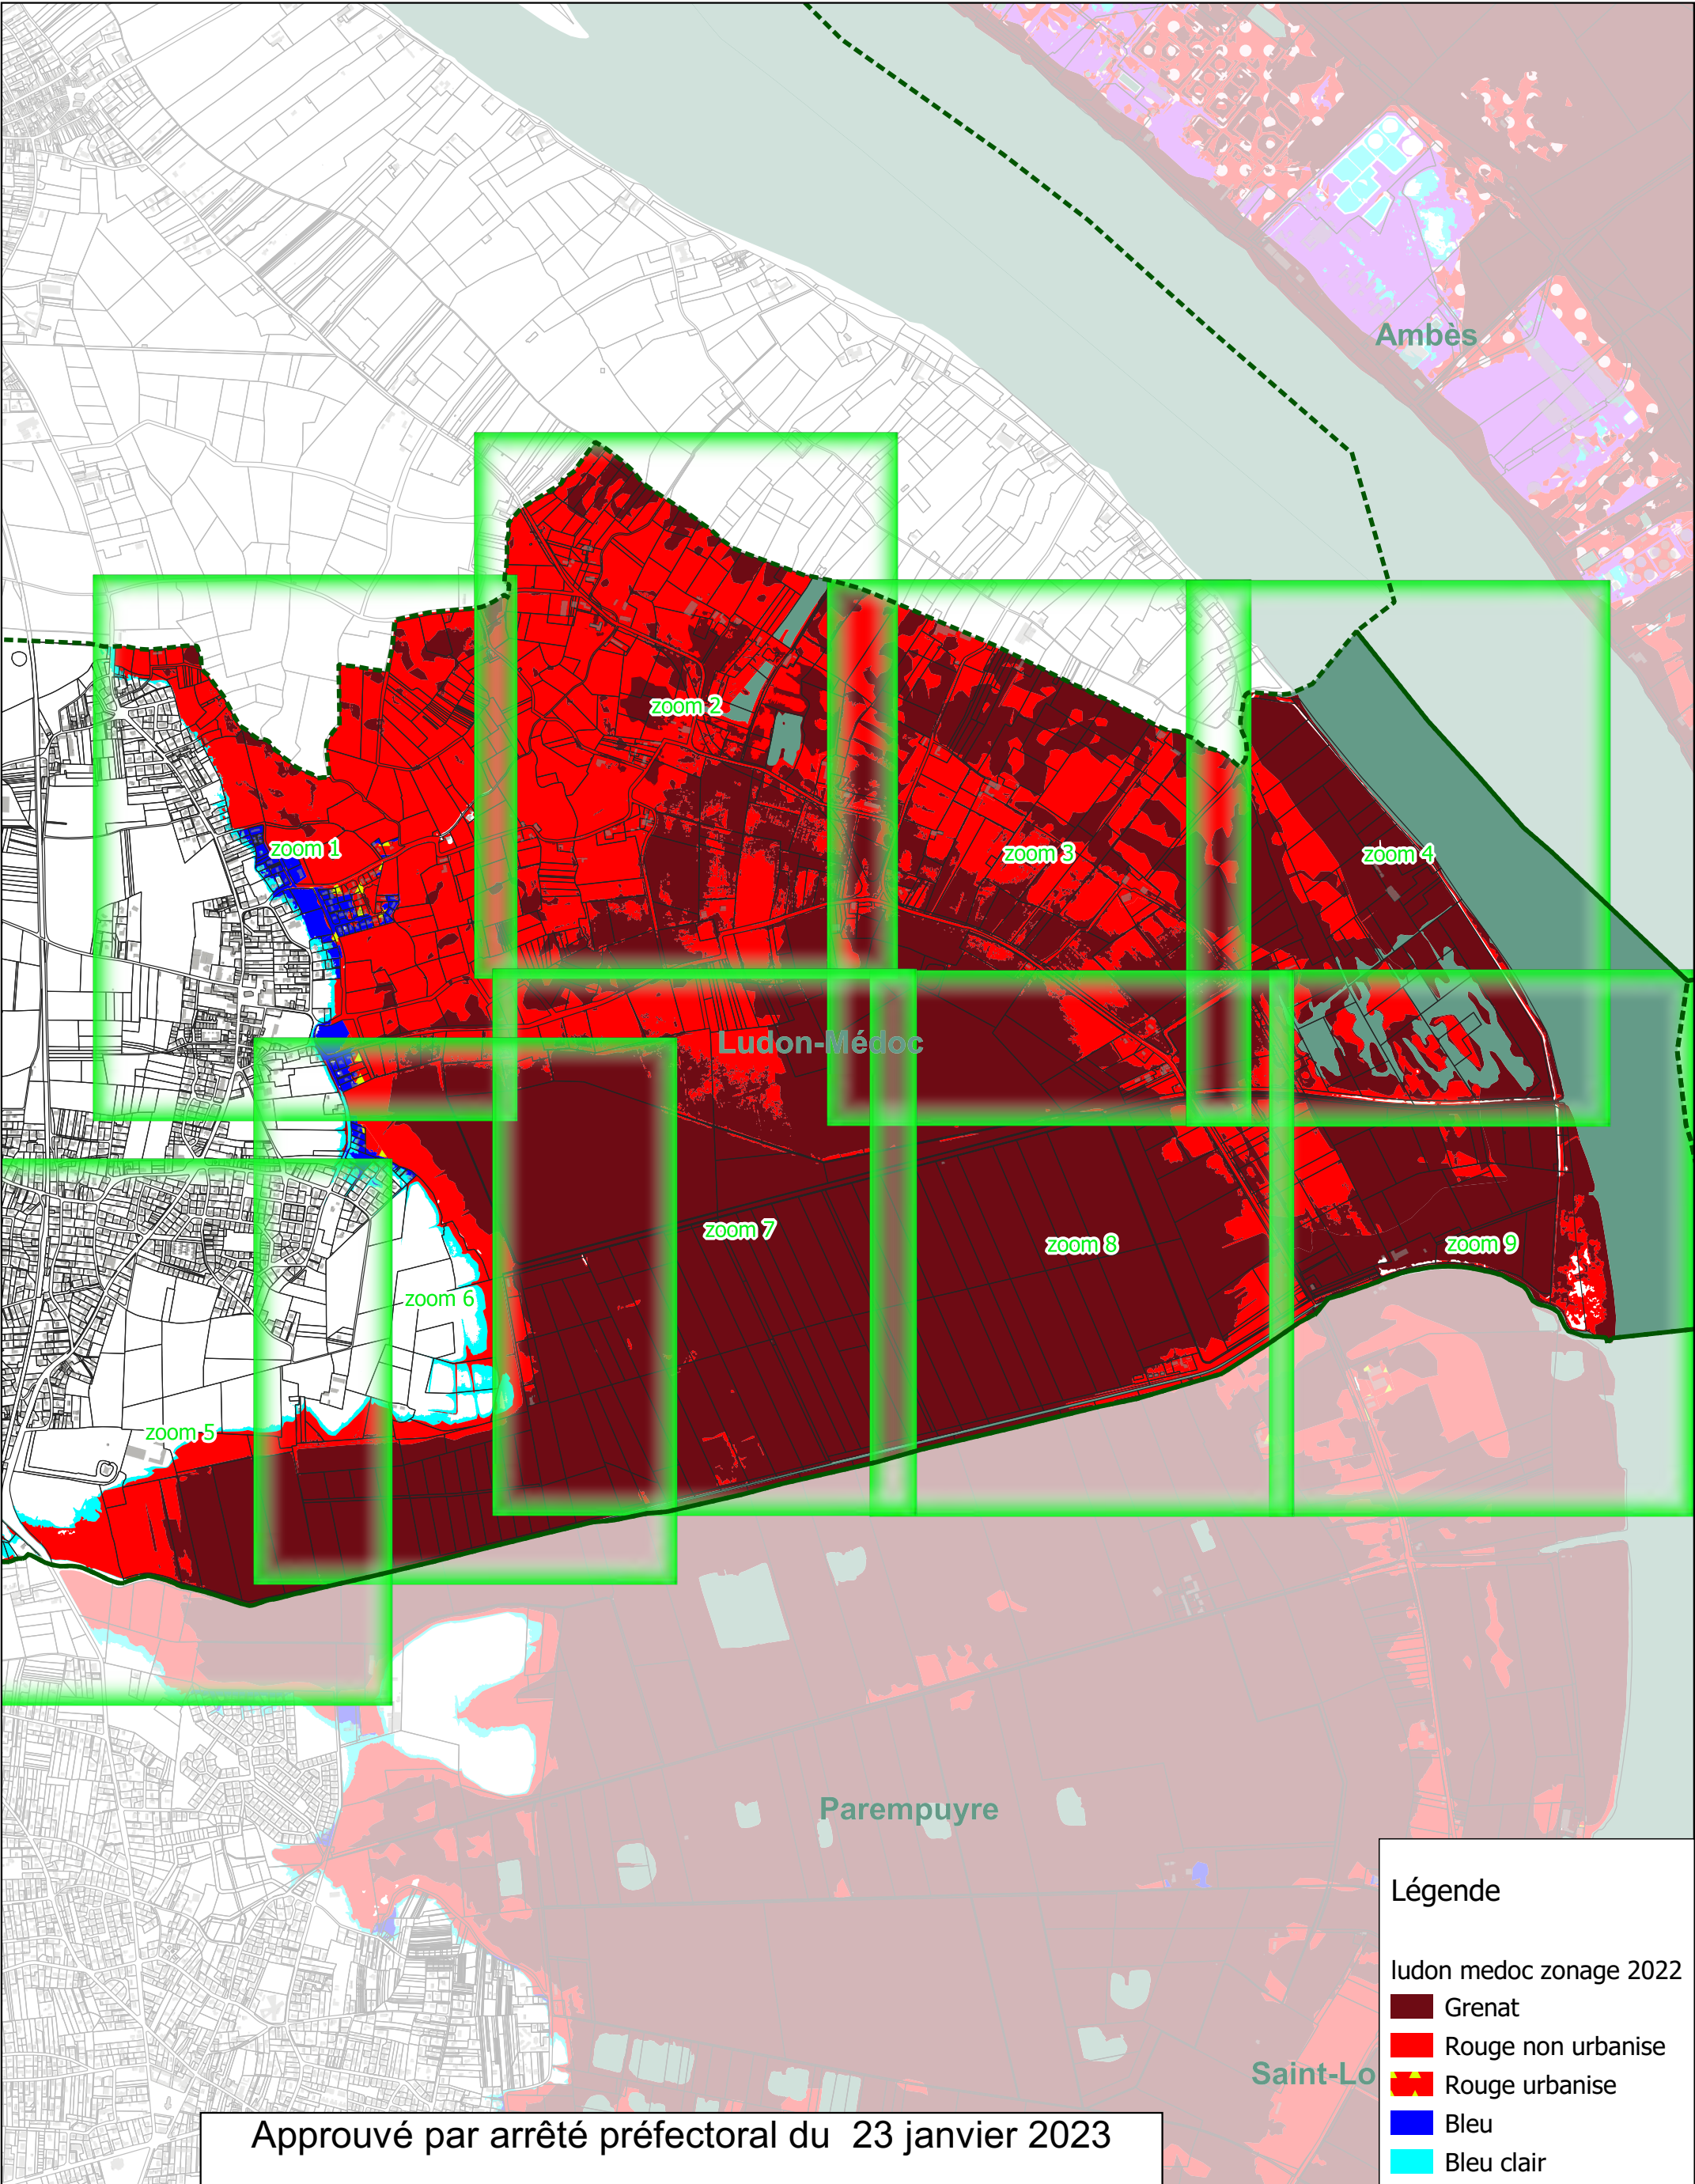 Ambès
zoom 2
zoom 1
zoom 3
zoom 4
Ludon-Médoc
zoom 7
zoom 8
zoom 9
zoom 6
zoom 5
Parempuyre
Saint-Lo
Légende
ludon medoc zonage 2022
Grenat
Rouge non urbanise
Rouge urbanise
Bleu
Bleu clair
Approuvé par arrêté préfectoral du 23 janvier 2023